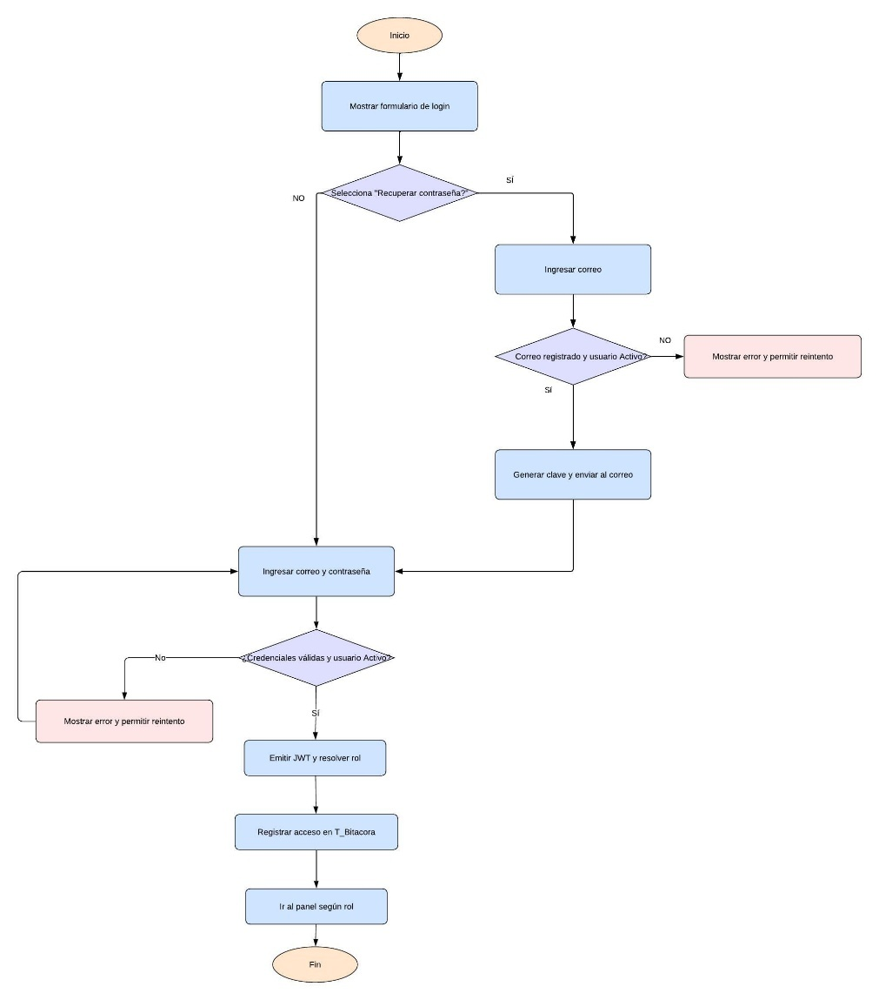 Inicio
Mostrar formulario de login
Selecciona "Recuperar contraseña?"
SÍ
NO
Ingresar correo
Correo registrado y usuario Activo?
NO
Mostrar error y permitir reintento
Sí
Generar clave y enviar al correo
Ingresar correo y contraseña
¿Credenciales válidas y usuario Activo?
No
Mostrar error y permitir reintento
Sí
Emitir JWT y resolver rol
Registrar acceso en T_Bitacora
Ir al panel según rol
Fin